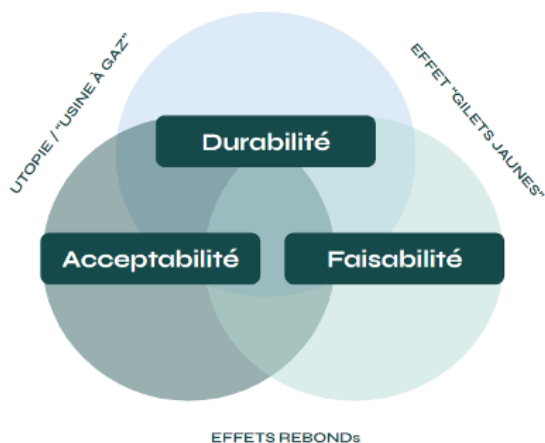 UTOPIE / "USINE À GAZ"
EFFET "GILETS JAUNES"
Durabilité
Acceptabilité
Faisabilité
EFFETS REBONDs